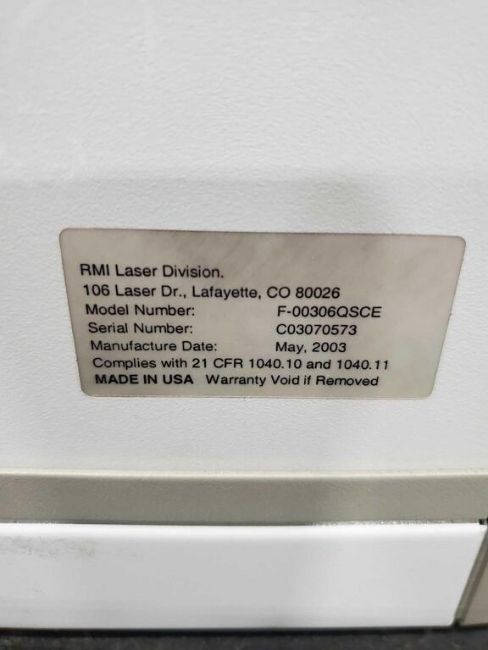 RMI Laser Division.
106 Laser Dr., Lafayette, CO 80026
Model Number: F-00306QSCE
Serial Number: C03070573
Manufacture Date: May, 2003
Complies with 21 CFR 1040.10 and 1040.11
MADE IN USA Warranty Void if Removed